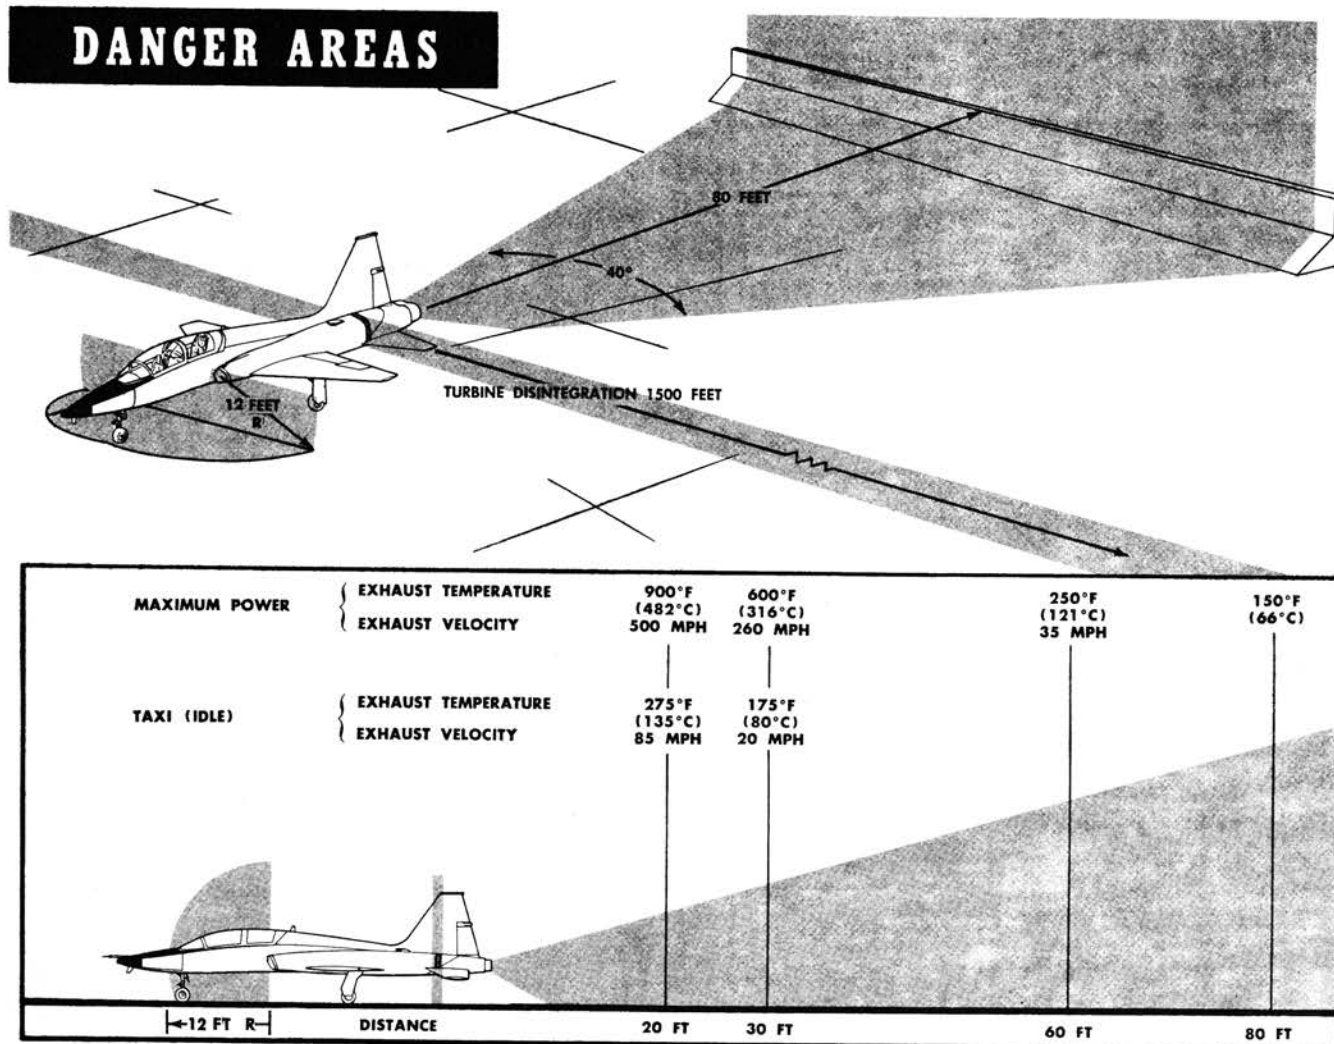 DANGER AREAS
80 FEET
40°
TURBINE DISINTEGRATION 1500 FEET
12 FEET
R
MAXIMUM POWER
EXHAUST TEMPERATURE
EXHAUST VELOCITY
900°F
(482°C)
500 MPH
600°F
(316°C)
260 MPH
250°F
(121°C)
35 MPH
150°F
(66°C)
TAXI (IDLE)
EXHAUST TEMPERATURE
EXHAUST VELOCITY
275°F
(135°C)
85 MPH
175°F
(80°C)
20 MPH
12 FT R
DISTANCE
20 FT
30 FT
60 FT
80 FT